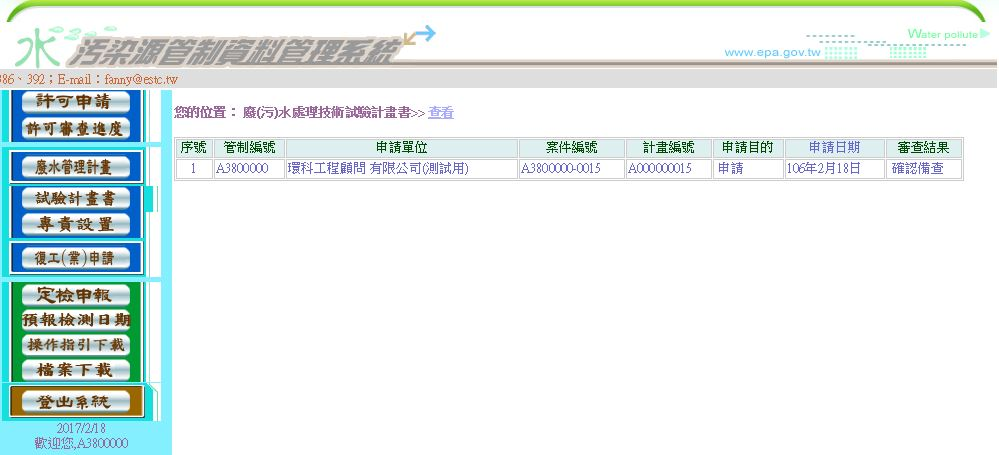 水污染源管制資料管理系統
Water pollute
www.epa.gov.tw
386、392；E-mail：fanny@estc.tw
許可申請
許可審查進度
廢水管理計畫
試驗計畫書
專責設置
復工(業)申請
定檢申報
預報檢測日期
操作指引下載
檔案下載
登出系統
2017/2/18
歡迎您,A3800000
您的位置： 廢(污)水處理技術試驗計畫書>> 查看
序號 管制編號 申請單位 案件編號 計畫編號 申請目的 申請日期 審查結果
1 A3800000 環科工程顧問 有限公司(測試用) A3800000-0015 A000000015 申請 106年2月18日 確認備查